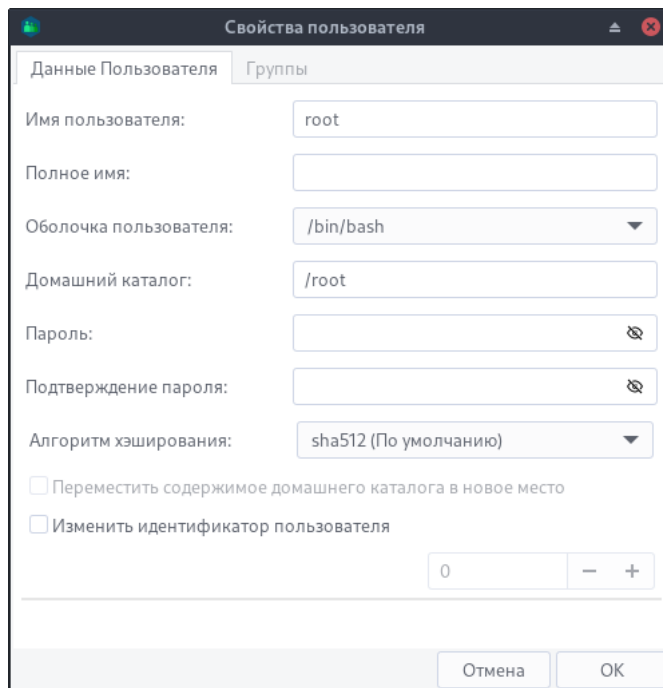 Свойства пользователя
Данные Пользователя Группы
Имя пользователя: root
Полное имя:
Оболочка пользователя: /bin/bash
Домашний каталог: /root
Пароль:
Подтверждение пароля:
Алгоритм хэширования: sha512 (По умолчанию)
Переместить содержимое домашнего каталога в новое место
Изменить идентификатор пользователя
0 − +
Отмена OK